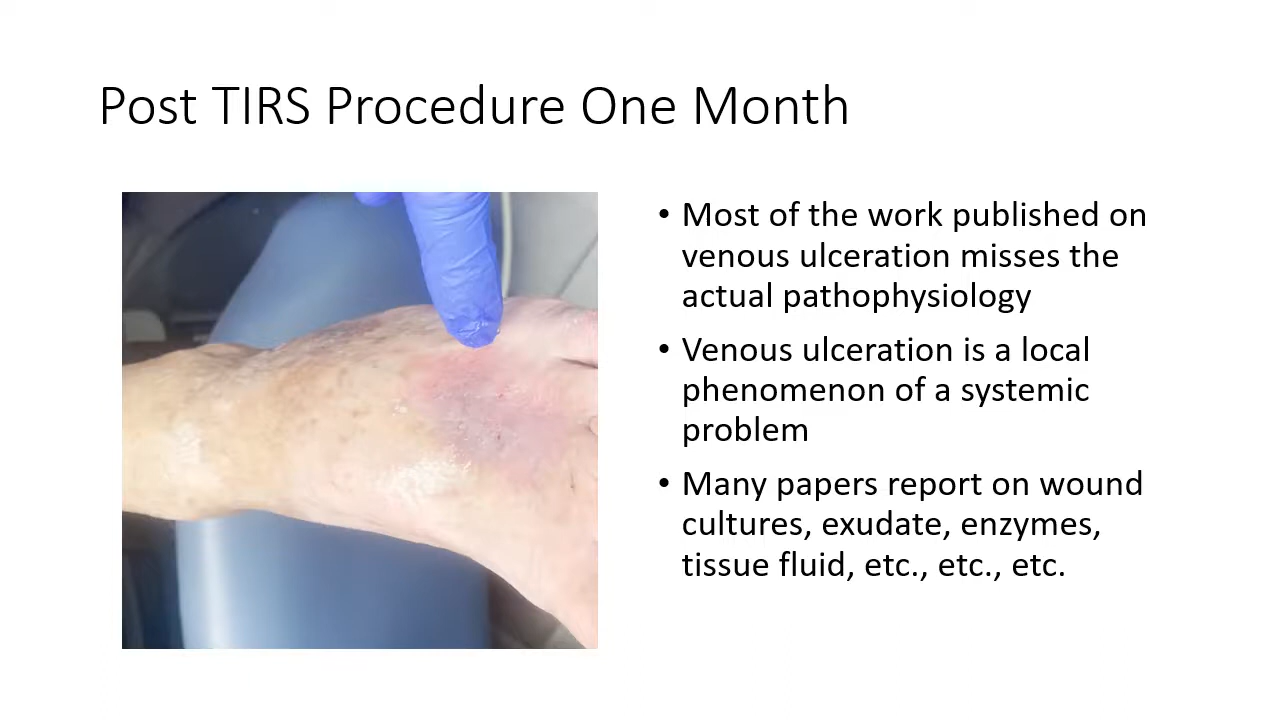 Post TIRS Procedure One Month
• Most of the work published on
venous ulceration misses the
actual pathophysiology
• Venous ulceration is a local
phenomenon of a systemic
problem
• Many papers report on wound
cultures, exudate, enzymes,
tissue fluid, etc., etc., etc.